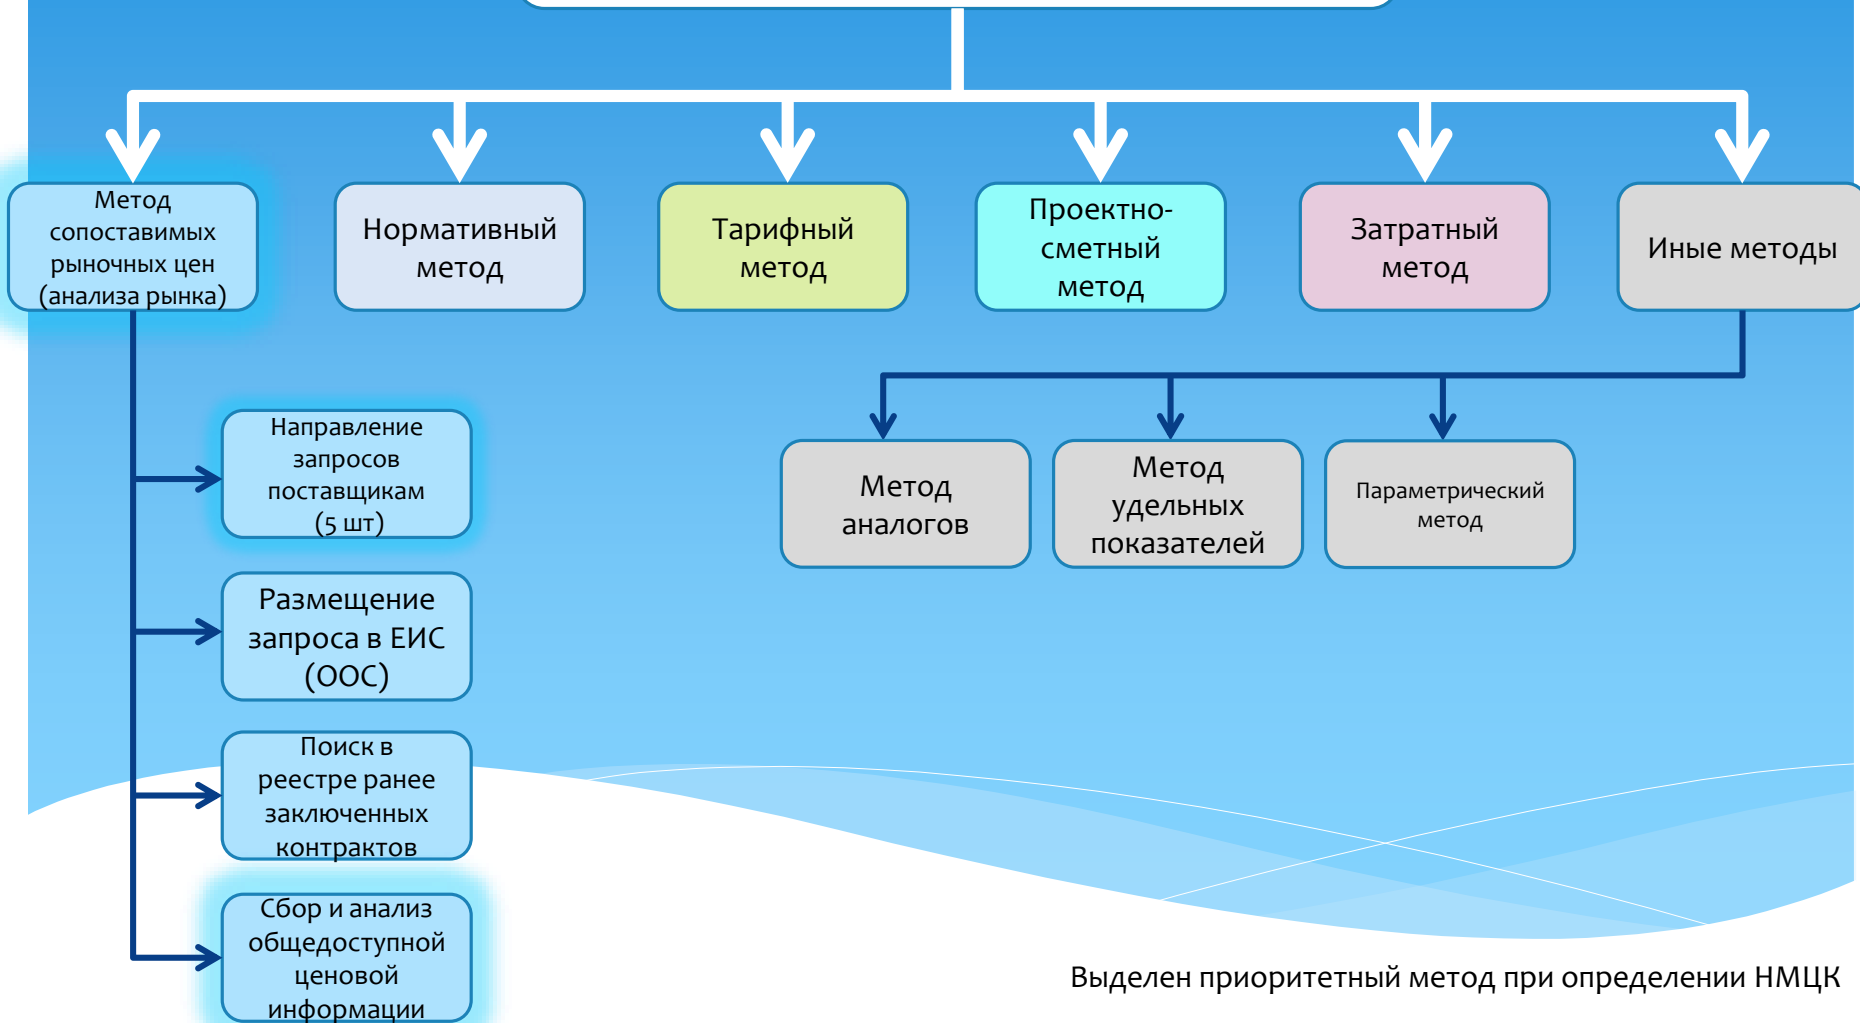 Метод
сопоставимых
рыночных цен
(анализа рынка)
Нормативный
метод
Тарифный
метод
Проектно-
сметный
метод
Затратный
метод
Иные методы
Направление
запросов
поставщикам
(5 шт)
Размещение
запроса в ЕИС
(ООС)
Поиск в
реестре ранее
заключенных
контрактов
Сбор и анализ
общедоступной
ценовой
информации
Метод
аналогов
Метод
удельных
показателей
Параметрический
метод
Выделен приоритетный метод при определении НМЦК